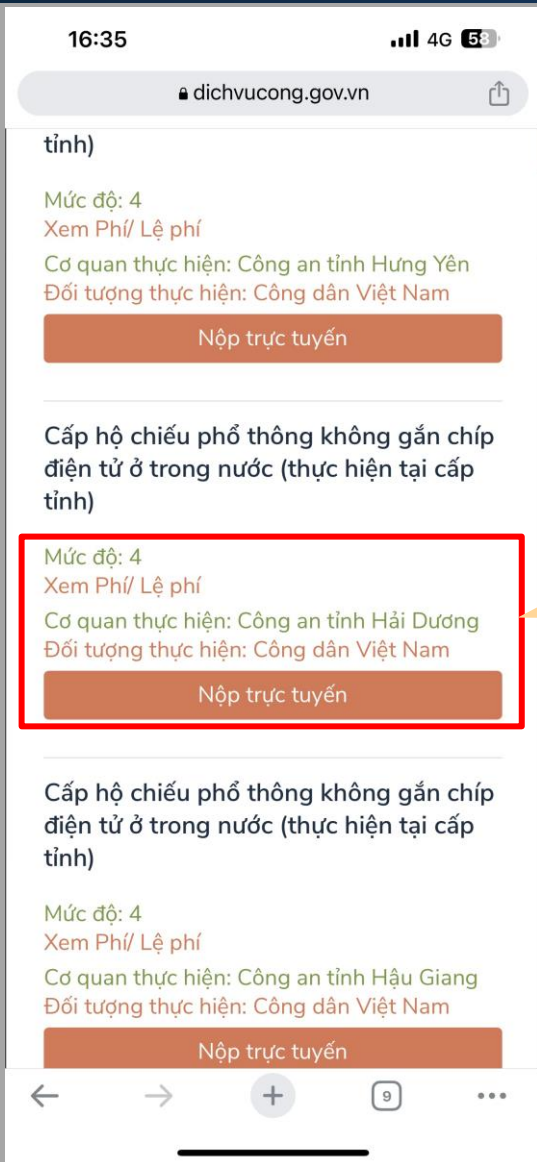 16:35
4G 58
dichvucong.gov.vn
tỉnh)
Mức độ: 4
Xem Phí/ Lệ phí
Cơ quan thực hiện: Công an tỉnh Hưng Yên
Đối tượng thực hiện: Công dân Việt Nam
Nộp trực tuyến
Cấp hộ chiếu phổ thông không gắn chíp
điện tử ở trong nước (thực hiện tại cấp
tỉnh)
Mức độ: 4
Xem Phí/ Lệ phí
Cơ quan thực hiện: Công an tỉnh Hải Dương
Đối tượng thực hiện: Công dân Việt Nam
Nộp trực tuyến
Cấp hộ chiếu phổ thông không gắn chíp
điện tử ở trong nước (thực hiện tại cấp
tỉnh)
Mức độ: 4
Xem Phí/ Lệ phí
Cơ quan thực hiện: Công an tỉnh Hậu Giang
Đối tượng thực hiện: Công dân Việt Nam
Nộp trực tuyến
9